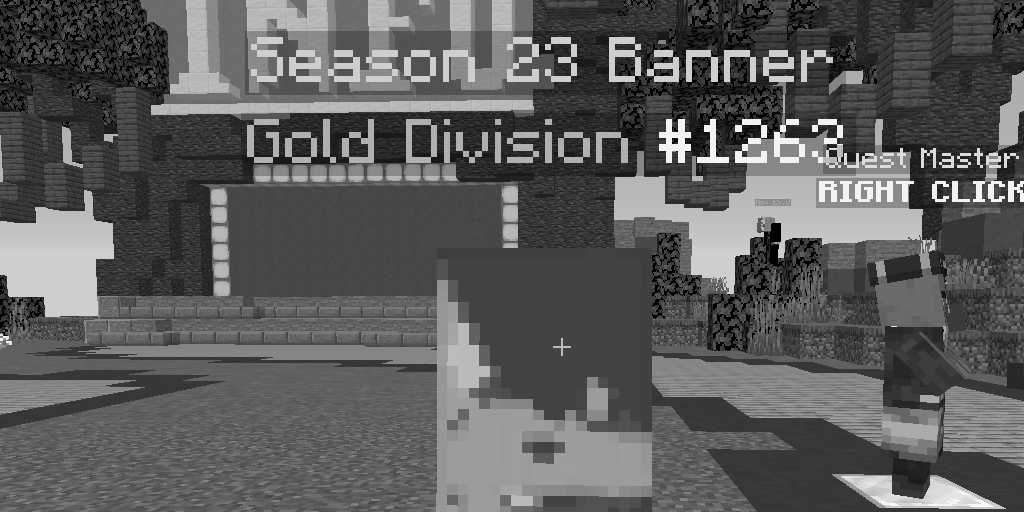 Season 23 Banner
Gold Division #1263
Quest Master
RIGHT CLICK